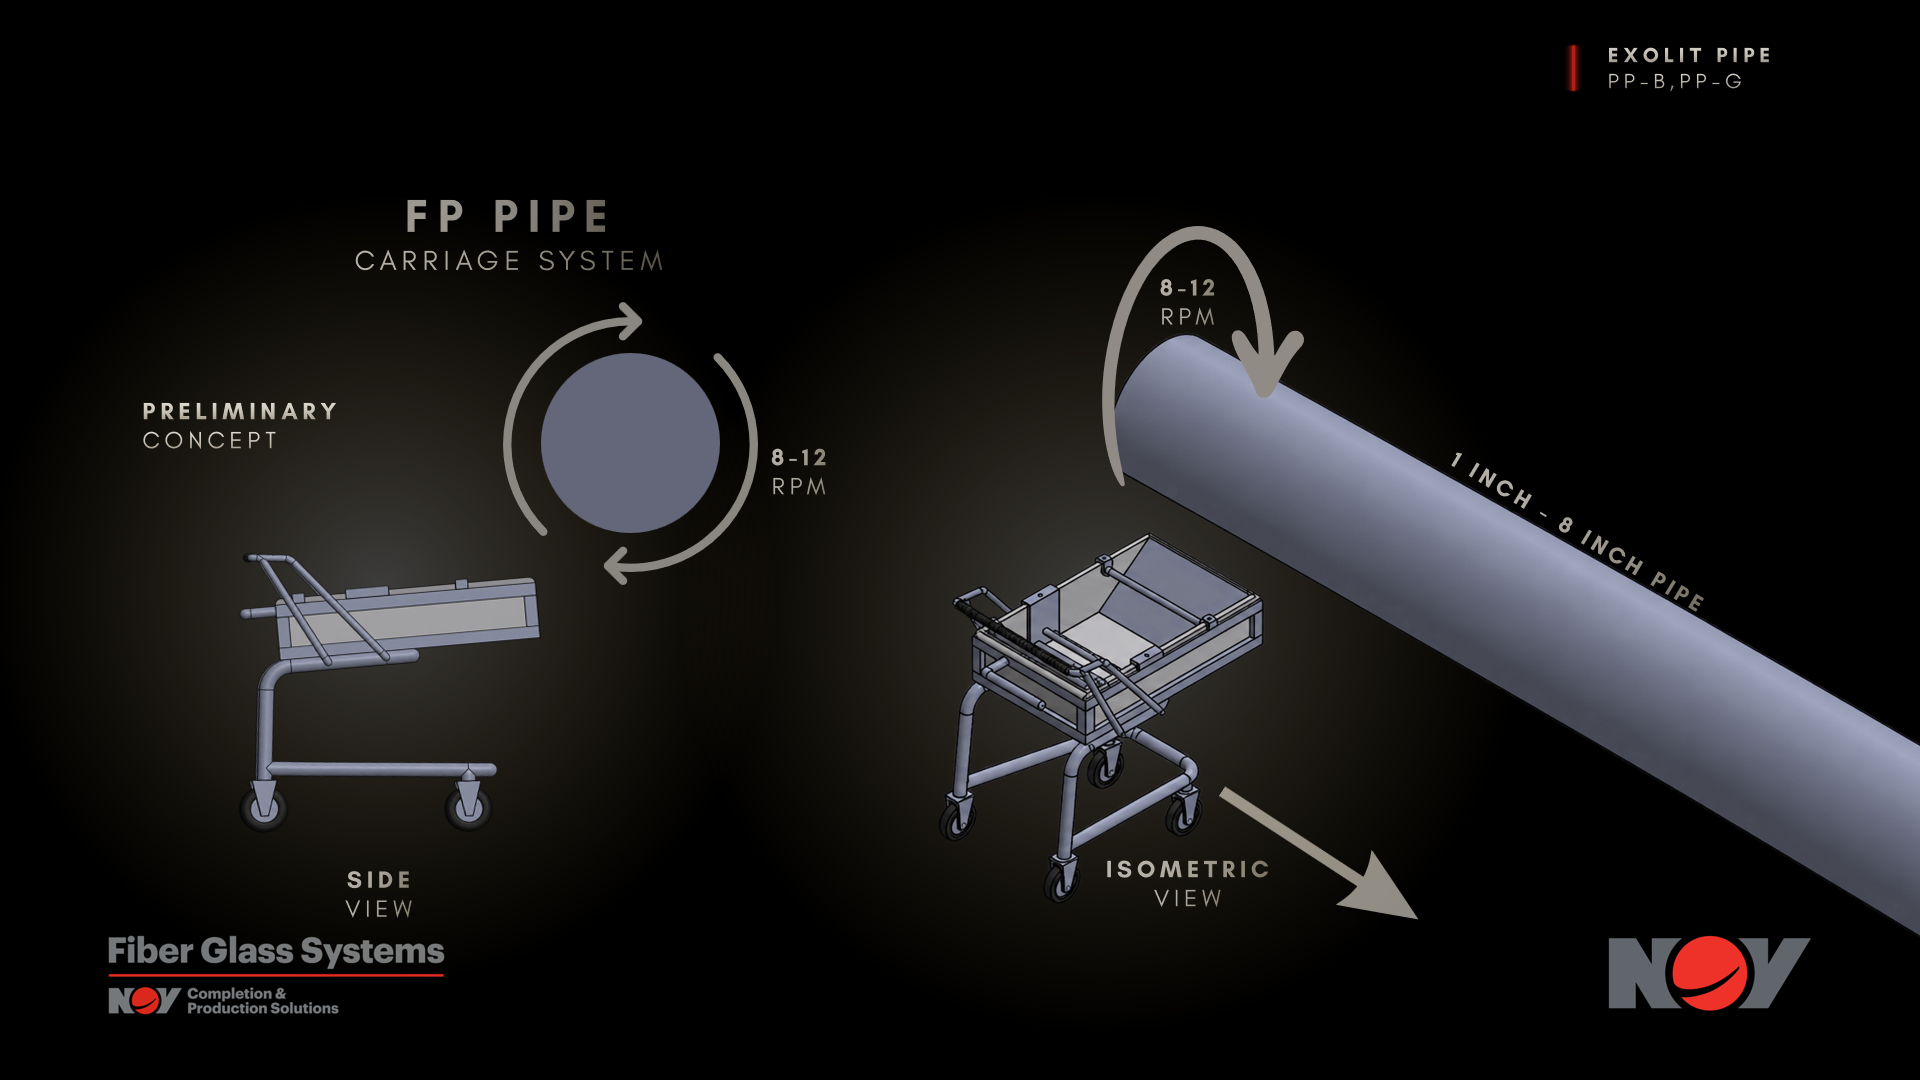 EXOLIT PIPE
PP-B,PP-G
FP PIPE
CARRIAGE SYSTEM
8-12
RPM
PRELIMINARY
CONCEPT
8-12
RPM
1 INCH - 8 INCH PIPE
SIDE
VIEW
ISOMETRIC
VIEW
Fiber Glass Systems
NOV Completion &
Production Solutions
NOV